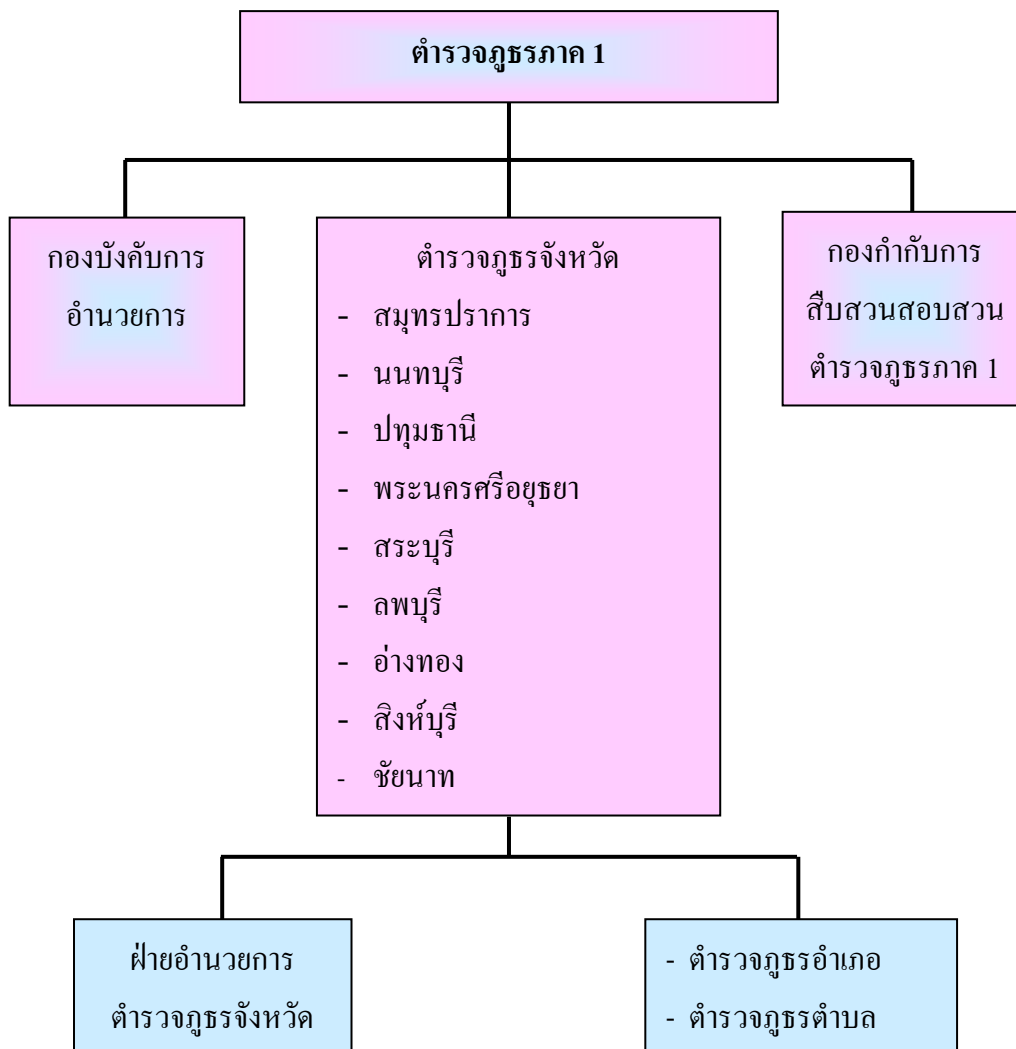 ตำรวจภูธรภาค 1
กองบังคับการ
อำนวยการ
ตำรวจภูธรจังหวัด
- สมุทรปราการ
- นนทบุรี
- ปทุมธานี
- พระนครศรีอยุธยา
- สระบุรี
- ลพบุรี
- อ่างทอง
- สิงห์บุรี
- ชัยนาท
กองกำกับการ
สืบสวนสอบสวน
ตำรวจภูธรภาค 1
ฝ่ายอำนวยการ
ตำรวจภูธรจังหวัด
- ตำรวจภูธรอำเภอ
- ตำรวจภูธรตำบล